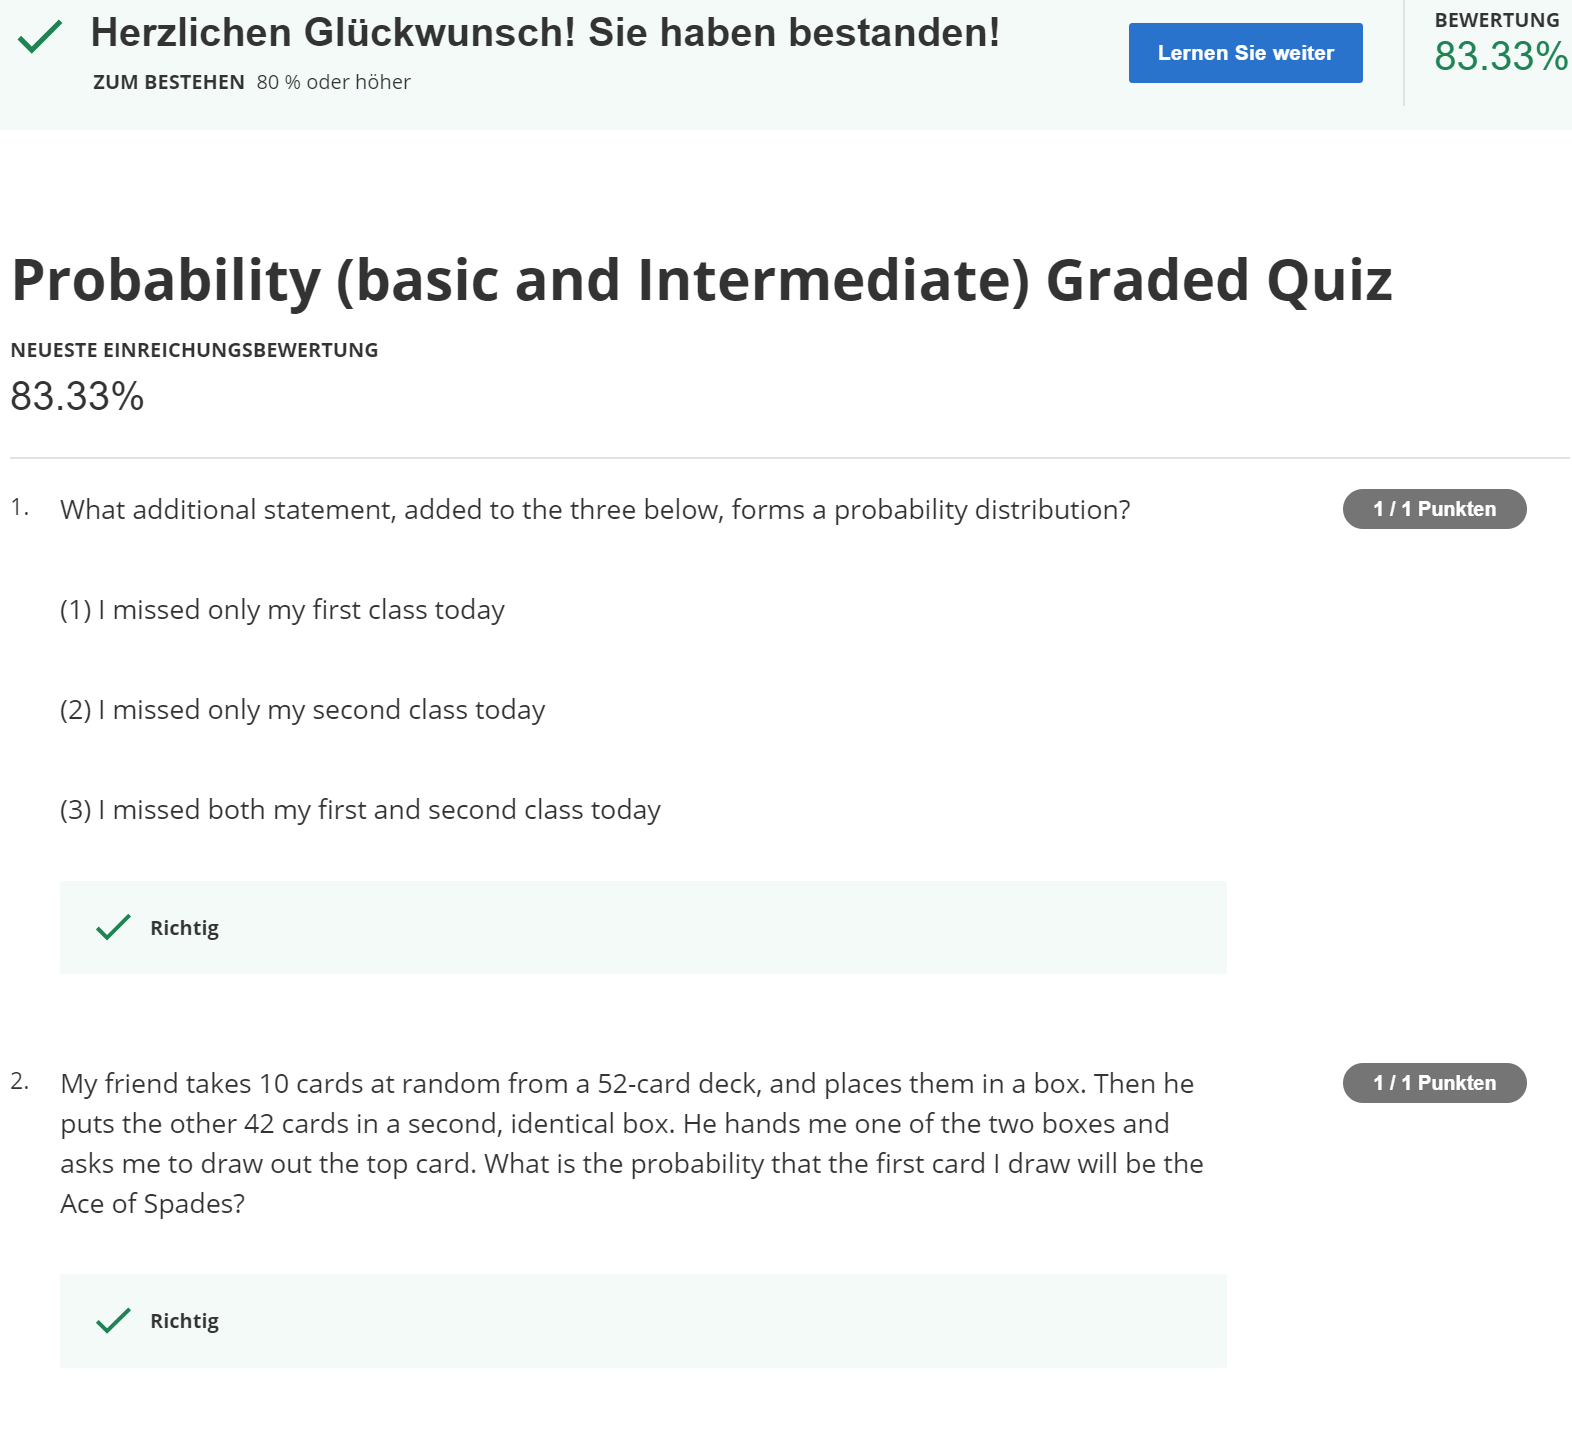 Herzlichen Glückwunsch! Sie haben bestanden!
ZUM BESTEHEN 80 % oder höher
Lernen Sie weiter
BEWERTUNG
83.33%
Probability (basic and Intermediate) Graded Quiz
NEUESTE EINREICHUNGSBEWERTUNG
83.33%
1. What additional statement, added to the three below, forms a probability distribution?
1 / 1 Punkten
(1) I missed only my first class today
(2) I missed only my second class today
(3) I missed both my first and second class today
Richtig
2. My friend takes 10 cards at random from a 52-card deck, and places them in a box. Then he
1 / 1 Punkten
puts the other 42 cards in a second, identical box. He hands me one of the two boxes and
asks me to draw out the top card. What is the probability that the first card I draw will be the
Ace of Spades?
Richtig